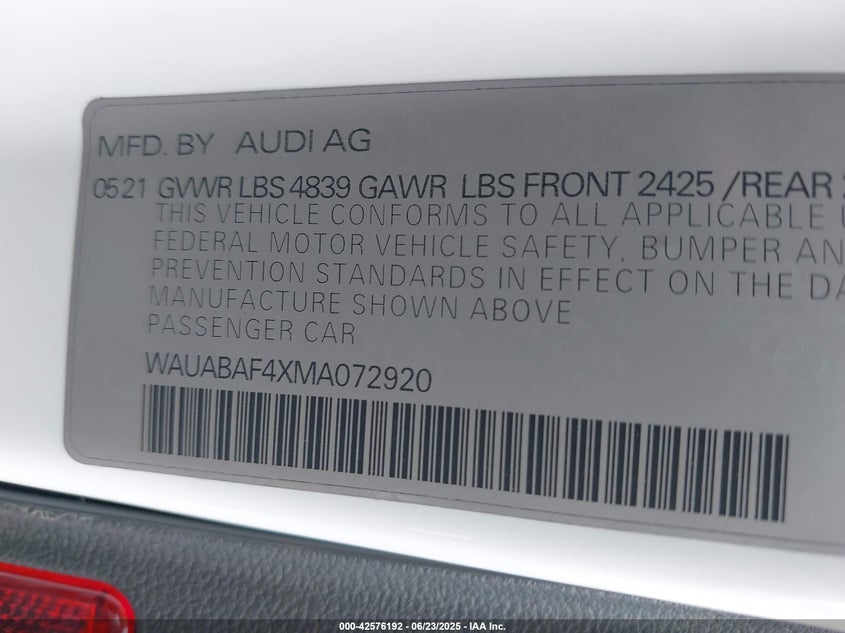 MFD. BY AUDI AG
05 21 GVWR LBS 4839 GAWR LBS FRONT 2425 /REAR
THIS VEHICLE CONFORMS TO ALL APPLICABLE
FEDERAL MOTOR VEHICLE SAFETY, BUMPER AN
PREVENTION STANDARDS IN EFFECT ON THE DA
MANUFACTURE SHOWN ABOVE
PASSENGER CAR
WAUABAF4XMA072920
000-42576192 - 06/23/2025 - IAA Inc.